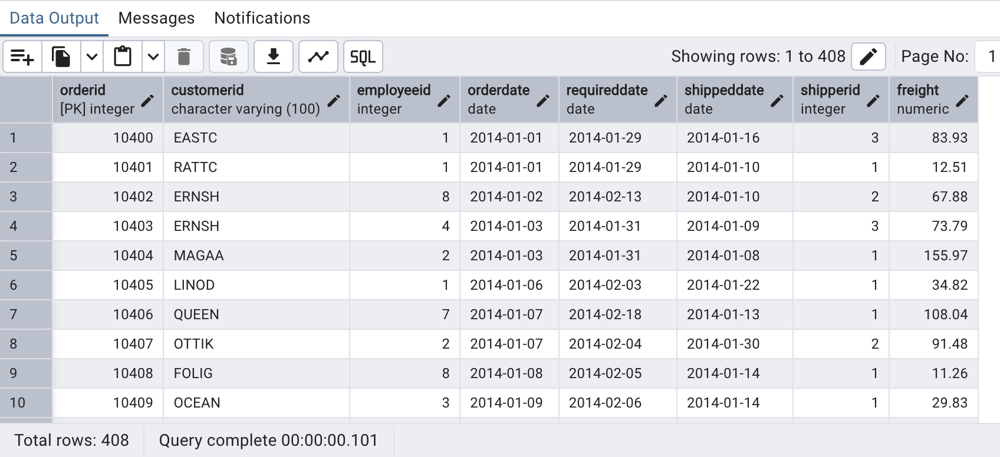 Data Output Messages Notifications
SQL Showing rows: 1 to 408 Page No: 1
orderid customerid employeeid orderdate requireddate shippeddate shipperid freight
[PK] integer character varying (100) integer date date date integer numeric
1 10400 EASTC 1 2014-01-01 2014-01-29 2014-01-16 3 83.93
2 10401 RATTC 1 2014-01-01 2014-01-29 2014-01-10 1 12.51
3 10402 ERNSH 8 2014-01-02 2014-02-13 2014-01-10 2 67.88
4 10403 ERNSH 4 2014-01-03 2014-01-31 2014-01-09 3 73.79
5 10404 MAGAA 2 2014-01-03 2014-01-31 2014-01-08 1 155.97
6 10405 LINOD 1 2014-01-06 2014-02-03 2014-01-22 1 34.82
7 10406 QUEEN 7 2014-01-07 2014-02-18 2014-01-13 1 108.04
8 10407 OTTIK 2 2014-01-07 2014-02-04 2014-01-30 2 91.48
9 10408 FOLIG 8 2014-01-08 2014-02-05 2014-01-14 1 11.26
10 10409 OCEAN 3 2014-01-09 2014-02-06 2014-01-14 1 29.83
Total rows: 408 Query complete 00:00:00.101